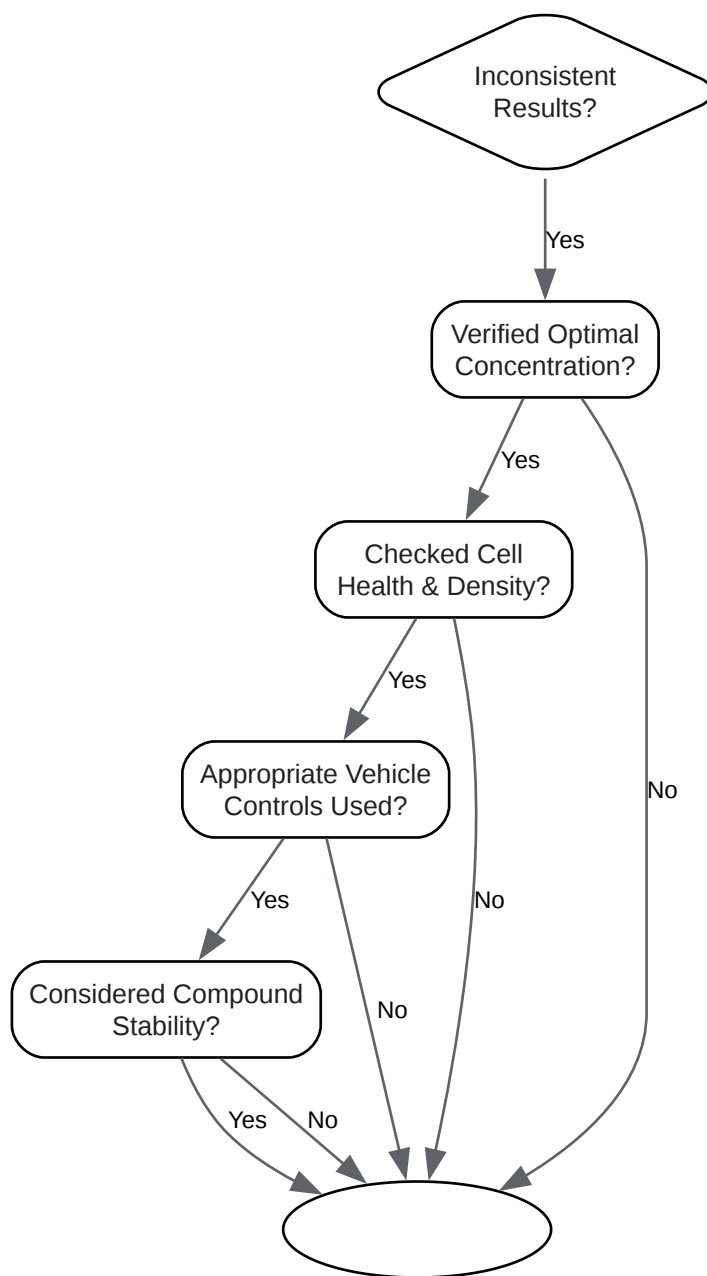 Inconsistent
Results?
Yes
Verified Optimal
Concentration?
Yes
Checked Cell
Health & Density?
Yes
Appropriate Vehicle
Controls Used?
No
Yes
No
Considered Compound
Stability?
No
Yes
No